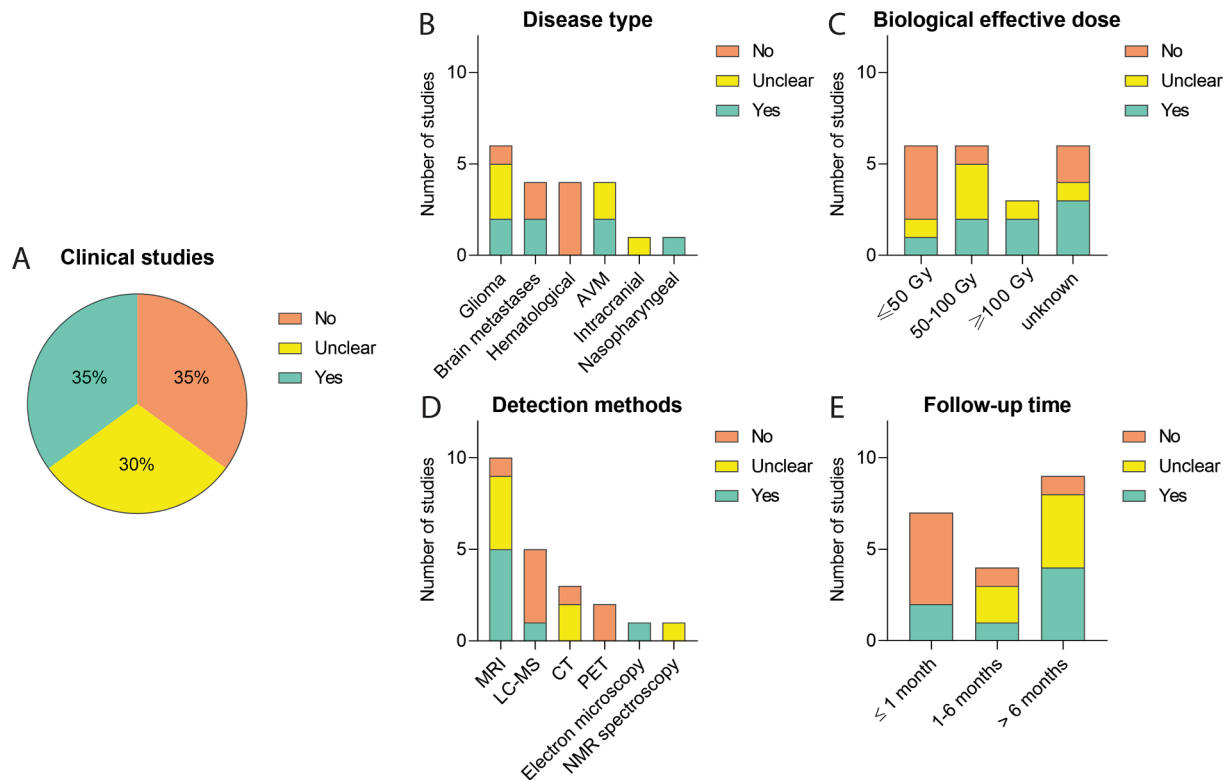 A Clinical studies
35%
35%
30%
No
Unclear
Yes
B Disease type
Number of studies
10
5
0
Glioma
Brain metastases
Hematological
AVM
Intracranial
Nasopharyngeal
No
Unclear
Yes
C Biological effective dose
Number of studies
10
5
0
≤50 Gy
50-100 Gy
≥100 Gy
unknown
No
Unclear
Yes
D Detection methods
Number of studies
10
5
0
MRI
LC-MS
CT
PET
Electron microscopy
NMR spectroscopy
No
Unclear
Yes
E Follow-up time
Number of studies
10
5
0
≤ 1 month
1-6 months
> 6 months
No
Unclear
Yes